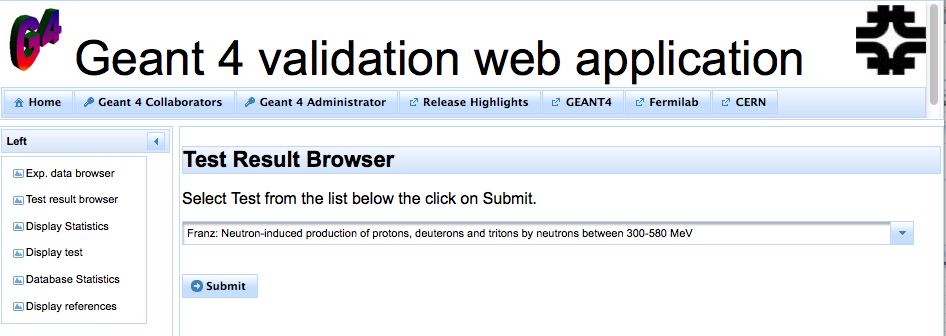 G4
Geant 4 validation web application
Home Geant 4 Collaborators Geant 4 Administrator Release Highlights GEANT4 Fermilab CERN
Left
Exp. data browser
Test result browser
Display Statistics
Display test
Database Statistics
Display references
Test Result Browser
Select Test from the list below the click on Submit.
Franz: Neutron-induced production of protons, deuterons and tritons by neutrons between 300-580 MeV
Submit